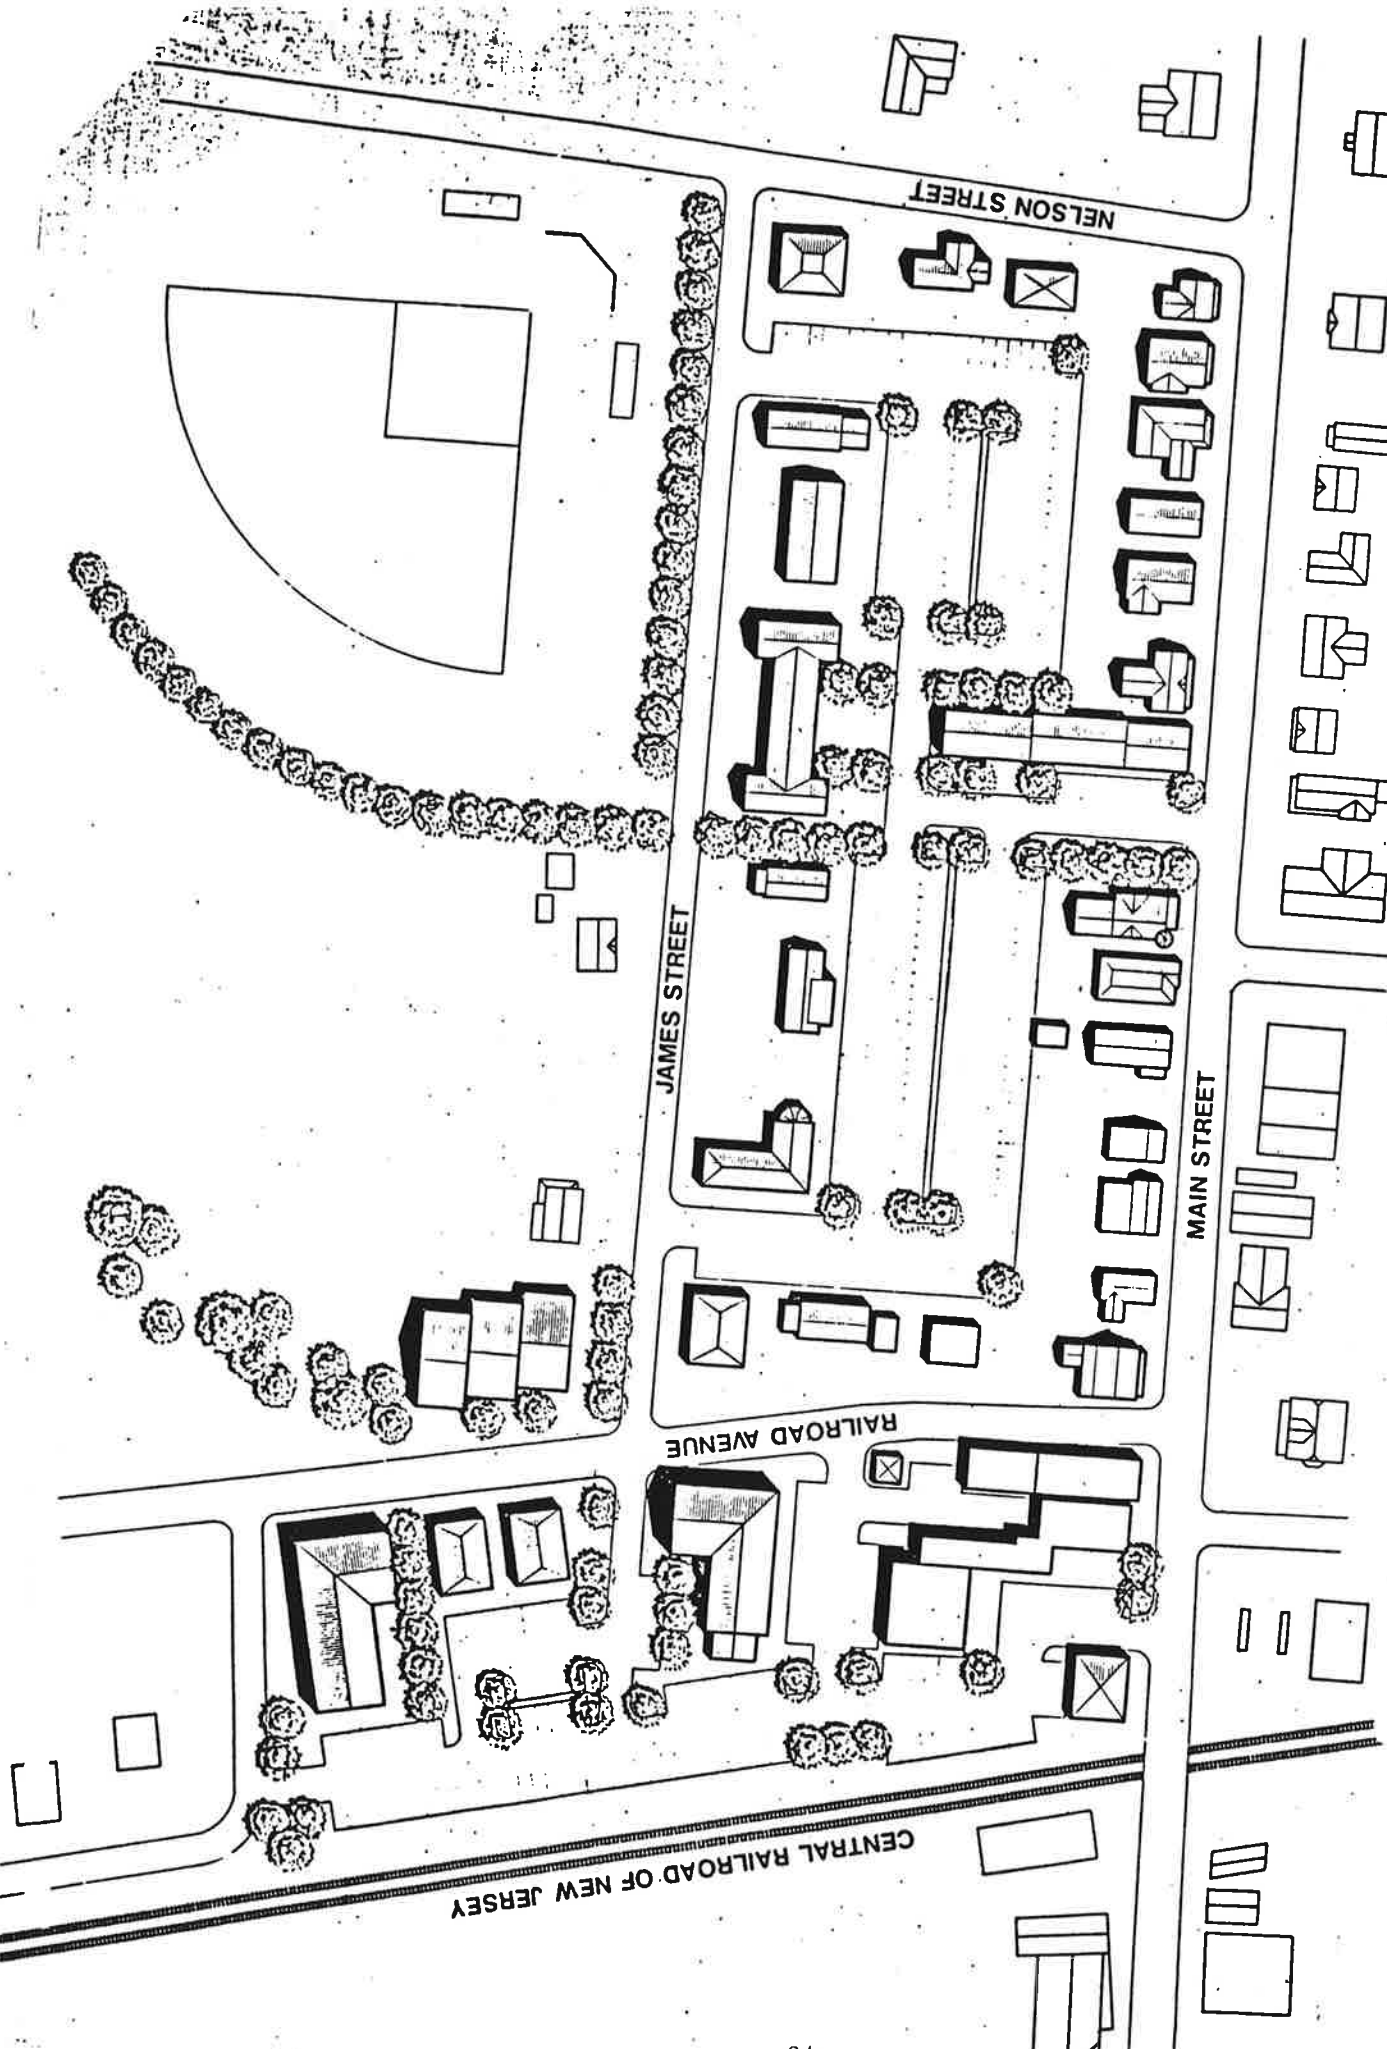 NELSON STREET
JAMES STREET
MAIN STREET
RAILROAD AVENUE
CENTRAL RAILROAD OF NEW JERSEY